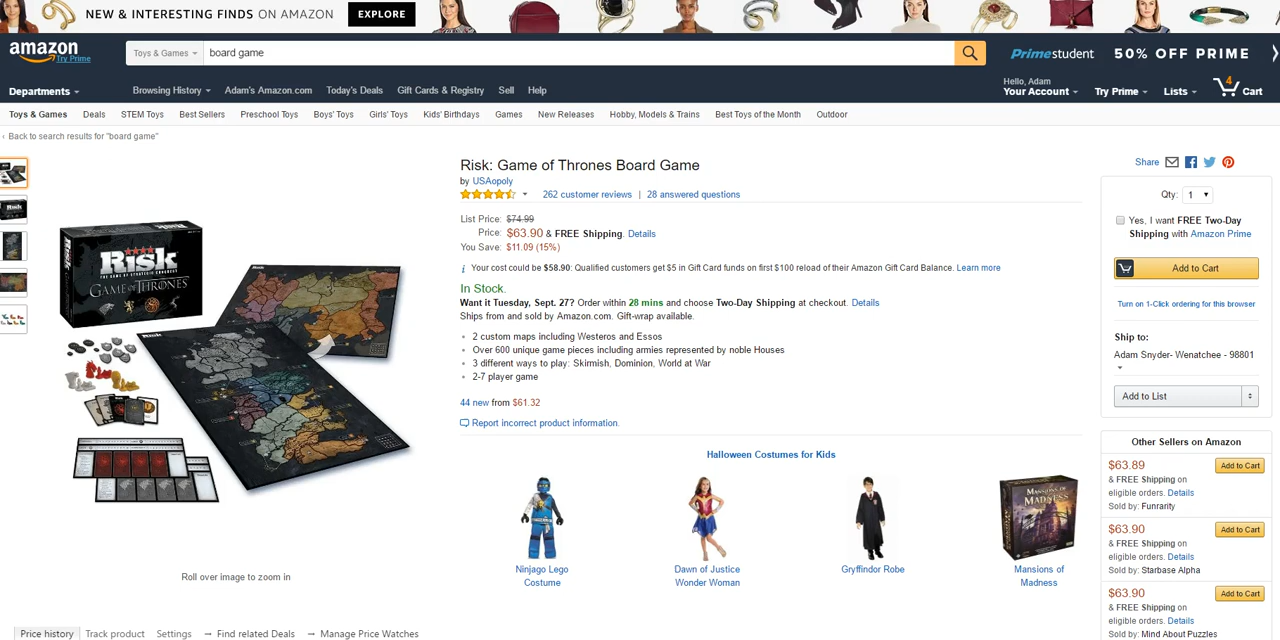 NEW & INTERESTING FINDS ON AMAZON EXPLORE
amazon
Try Prime
Toys & Games
board game
Primestudent 50% OFF PRIME
Departments
Browsing History Adam's Amazon.com Today's Deals Gift Cards & Registry Sell Help
Hello, Adam
Your Account Try Prime Lists 4 Cart
Toys & Games Deals STEM Toys Best Sellers Preschool Toys Boys' Toys Girls' Toys Kids' Birthdays Games New Releases Hobby, Models & Trains Best Toys of the Month Outdoor
‹ Back to search results for "board game"
Risk
THE GAME OF STRATEGIC CONQUEST
GAME OF THRONES
Risk
Risk
Roll over image to zoom in
Risk: Game of Thrones Board Game
by USAopoly
262 customer reviews | 28 answered questions
List Price: $74.99
Price: $63.90 & FREE Shipping. Details
You Save: $11.09 (15%)
i Your cost could be $58.90: Qualified customers get $5 in Gift Card funds on first $100 reload of their Amazon Gift Card Balance. Learn more
In Stock.
Want it Tuesday, Sept. 27? Order within 28 mins and choose Two-Day Shipping at checkout. Details
Ships from and sold by Amazon.com. Gift-wrap available.
• 2 custom maps including Westeros and Essos
• Over 600 unique game pieces including armies represented by noble Houses
• 3 different ways to play: Skirmish, Dominion, World at War
• 2-7 player game
44 new from $61.32
Report incorrect product information.
Halloween Costumes for Kids
MANSIONS OF MADNESS
Ninjago Lego
Costume
Dawn of Justice
Wonder Woman
Gryffindor Robe
Mansions of
Madness
Share
Qty: 1
Yes, I want FREE Two-Day
Shipping with Amazon Prime
Add to Cart
Turn on 1-Click ordering for this browser
Ship to:
Adam Snyder- Wenatchee - 98801
Add to List
Other Sellers on Amazon
$63.89 Add to Cart
& FREE Shipping on
eligible orders. Details
Sold by: Funrarity
$63.90 Add to Cart
& FREE Shipping on
eligible orders. Details
Sold by: Starbase Alpha
$63.90 Add to Cart
& FREE Shipping on
eligible orders. Details
Sold by: Mind About Puzzles
Price history Track product Settings → Find related Deals → Manage Price Watches